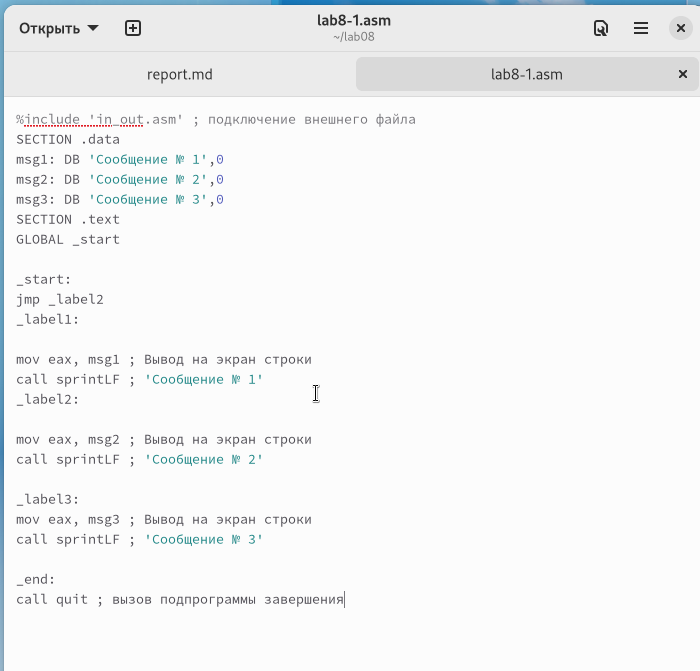 Открыть
lab8-1.asm
~/lab08
report.md
lab8-1.asm
%include 'in_out.asm' ; подключение внешнего файла
SECTION .data
msg1: DB 'Сообщение № 1',0
msg2: DB 'Сообщение № 2',0
msg3: DB 'Сообщение № 3',0
SECTION .text
GLOBAL _start
_start:
jmp _label2
_label1:
mov eax, msg1 ; Вывод на экран строки
call sprintLF ; 'Сообщение № 1'
_label2:
mov eax, msg2 ; Вывод на экран строки
call sprintLF ; 'Сообщение № 2'
_label3:
mov eax, msg3 ; Вывод на экран строки
call sprintLF ; 'Сообщение № 3'
_end:
call quit ; вызов подпрограммы завершения